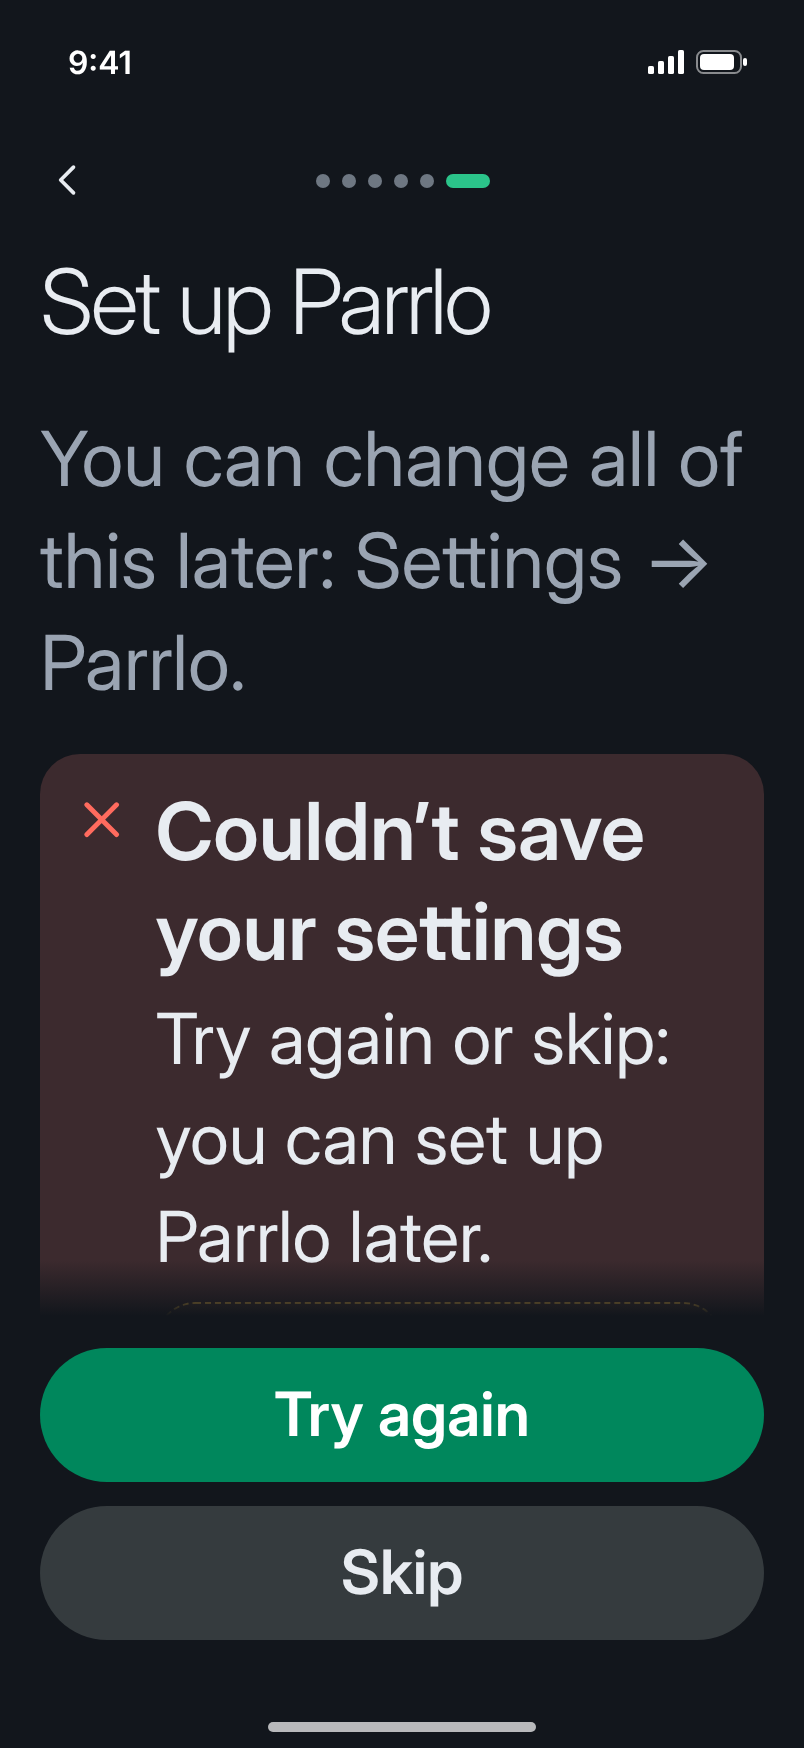 9:41
Set up Parrlo
You can change all of
this later: Settings →
Parrlo.
Couldn’t save
your settings
Try again or skip:
you can set up
Parrlo later.
Try again
Skip